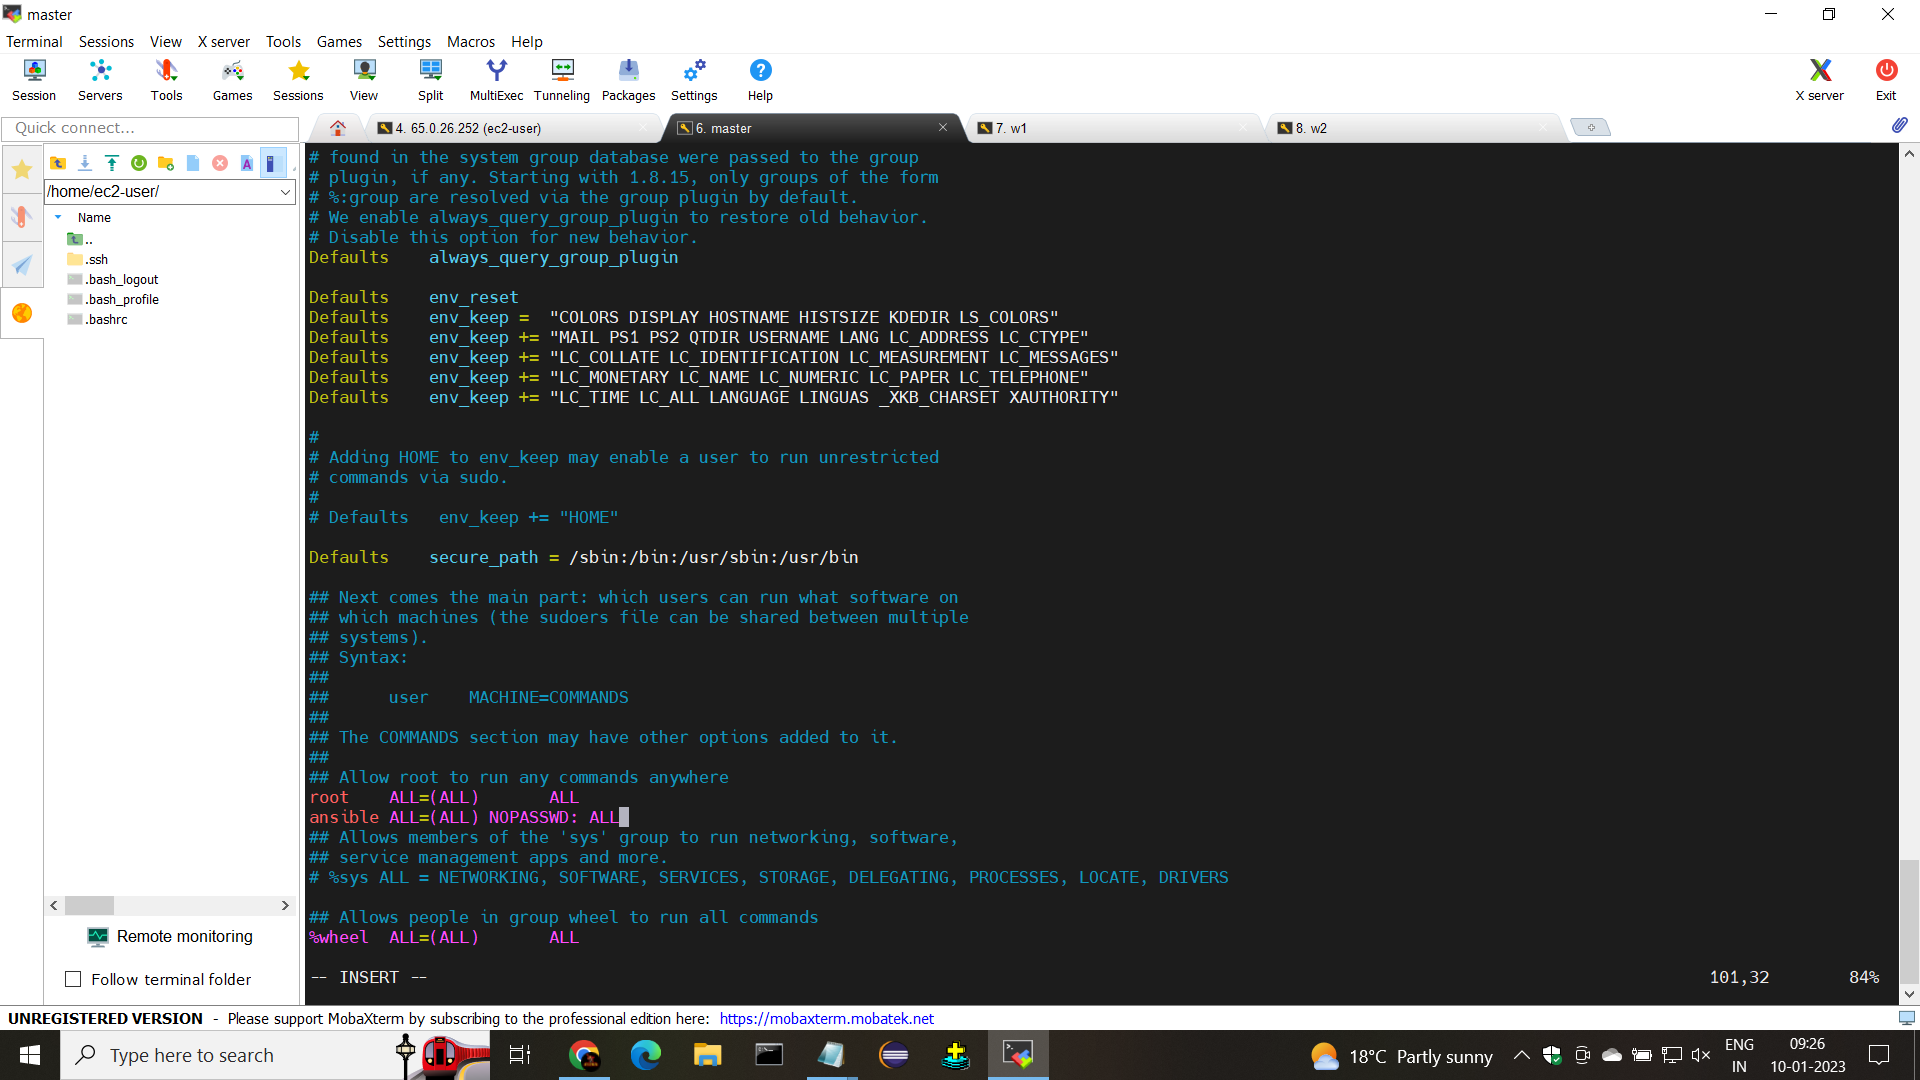 master
Terminal Sessions View X server Tools Games Settings Macros Help
Session Servers Tools Games Sessions View Split MultiExec Tunneling Packages Settings Help X server Exit
Quick connect...
4. 65.0.26.252 (ec2-user) 6. master 7. w1 8. w2
/home/ec2-user/
Name
..
.ssh
.bash_logout
.bash_profile
.bashrc
Remote monitoring
Follow terminal folder
# found in the system group database were passed to the group
# plugin, if any. Starting with 1.8.15, only groups of the form
# %:group are resolved via the group plugin by default.
# We enable always_query_group_plugin to restore old behavior.
# Disable this option for new behavior.
Defaults    always_query_group_plugin
Defaults    env_reset
Defaults    env_keep =  "COLORS DISPLAY HOSTNAME HISTSIZE KDEDIR LS_COLORS"
Defaults    env_keep += "MAIL PS1 PS2 QTDIR USERNAME LANG LC_ADDRESS LC_CTYPE"
Defaults    env_keep += "LC_COLLATE LC_IDENTIFICATION LC_MEASUREMENT LC_MESSAGES"
Defaults    env_keep += "LC_MONETARY LC_NAME LC_NUMERIC LC_PAPER LC_TELEPHONE"
Defaults    env_keep += "LC_TIME LC_ALL LANGUAGE LINGUAS _XKB_CHARSET XAUTHORITY"
#
# Adding HOME to env_keep may enable a user to run unrestricted
# commands via sudo.
#
# Defaults   env_keep += "HOME"
Defaults    secure_path = /sbin:/bin:/usr/sbin:/usr/bin
## Next comes the main part: which users can run what software on
## which machines (the sudoers file can be shared between multiple
## systems).
## Syntax:
##
##      user    MACHINE=COMMANDS
##
## The COMMANDS section may have other options added to it.
##
## Allow root to run any commands anywhere
root    ALL=(ALL)       ALL
ansible ALL=(ALL) NOPASSWD: ALL
## Allows members of the 'sys' group to run networking, software,
## service management apps and more.
# %sys ALL = NETWORKING, SOFTWARE, SERVICES, STORAGE, DELEGATING, PROCESSES, LOCATE, DRIVERS
## Allows people in group wheel to run all commands
%wheel  ALL=(ALL)       ALL
-- INSERT -- 101,32 84%
UNREGISTERED VERSION - Please support MobaXterm by subscribing to the professional edition here: https://mobaxterm.mobatek.net
Type here to search
18°C Partly sunny
ENG
IN
09:26
10-01-2023